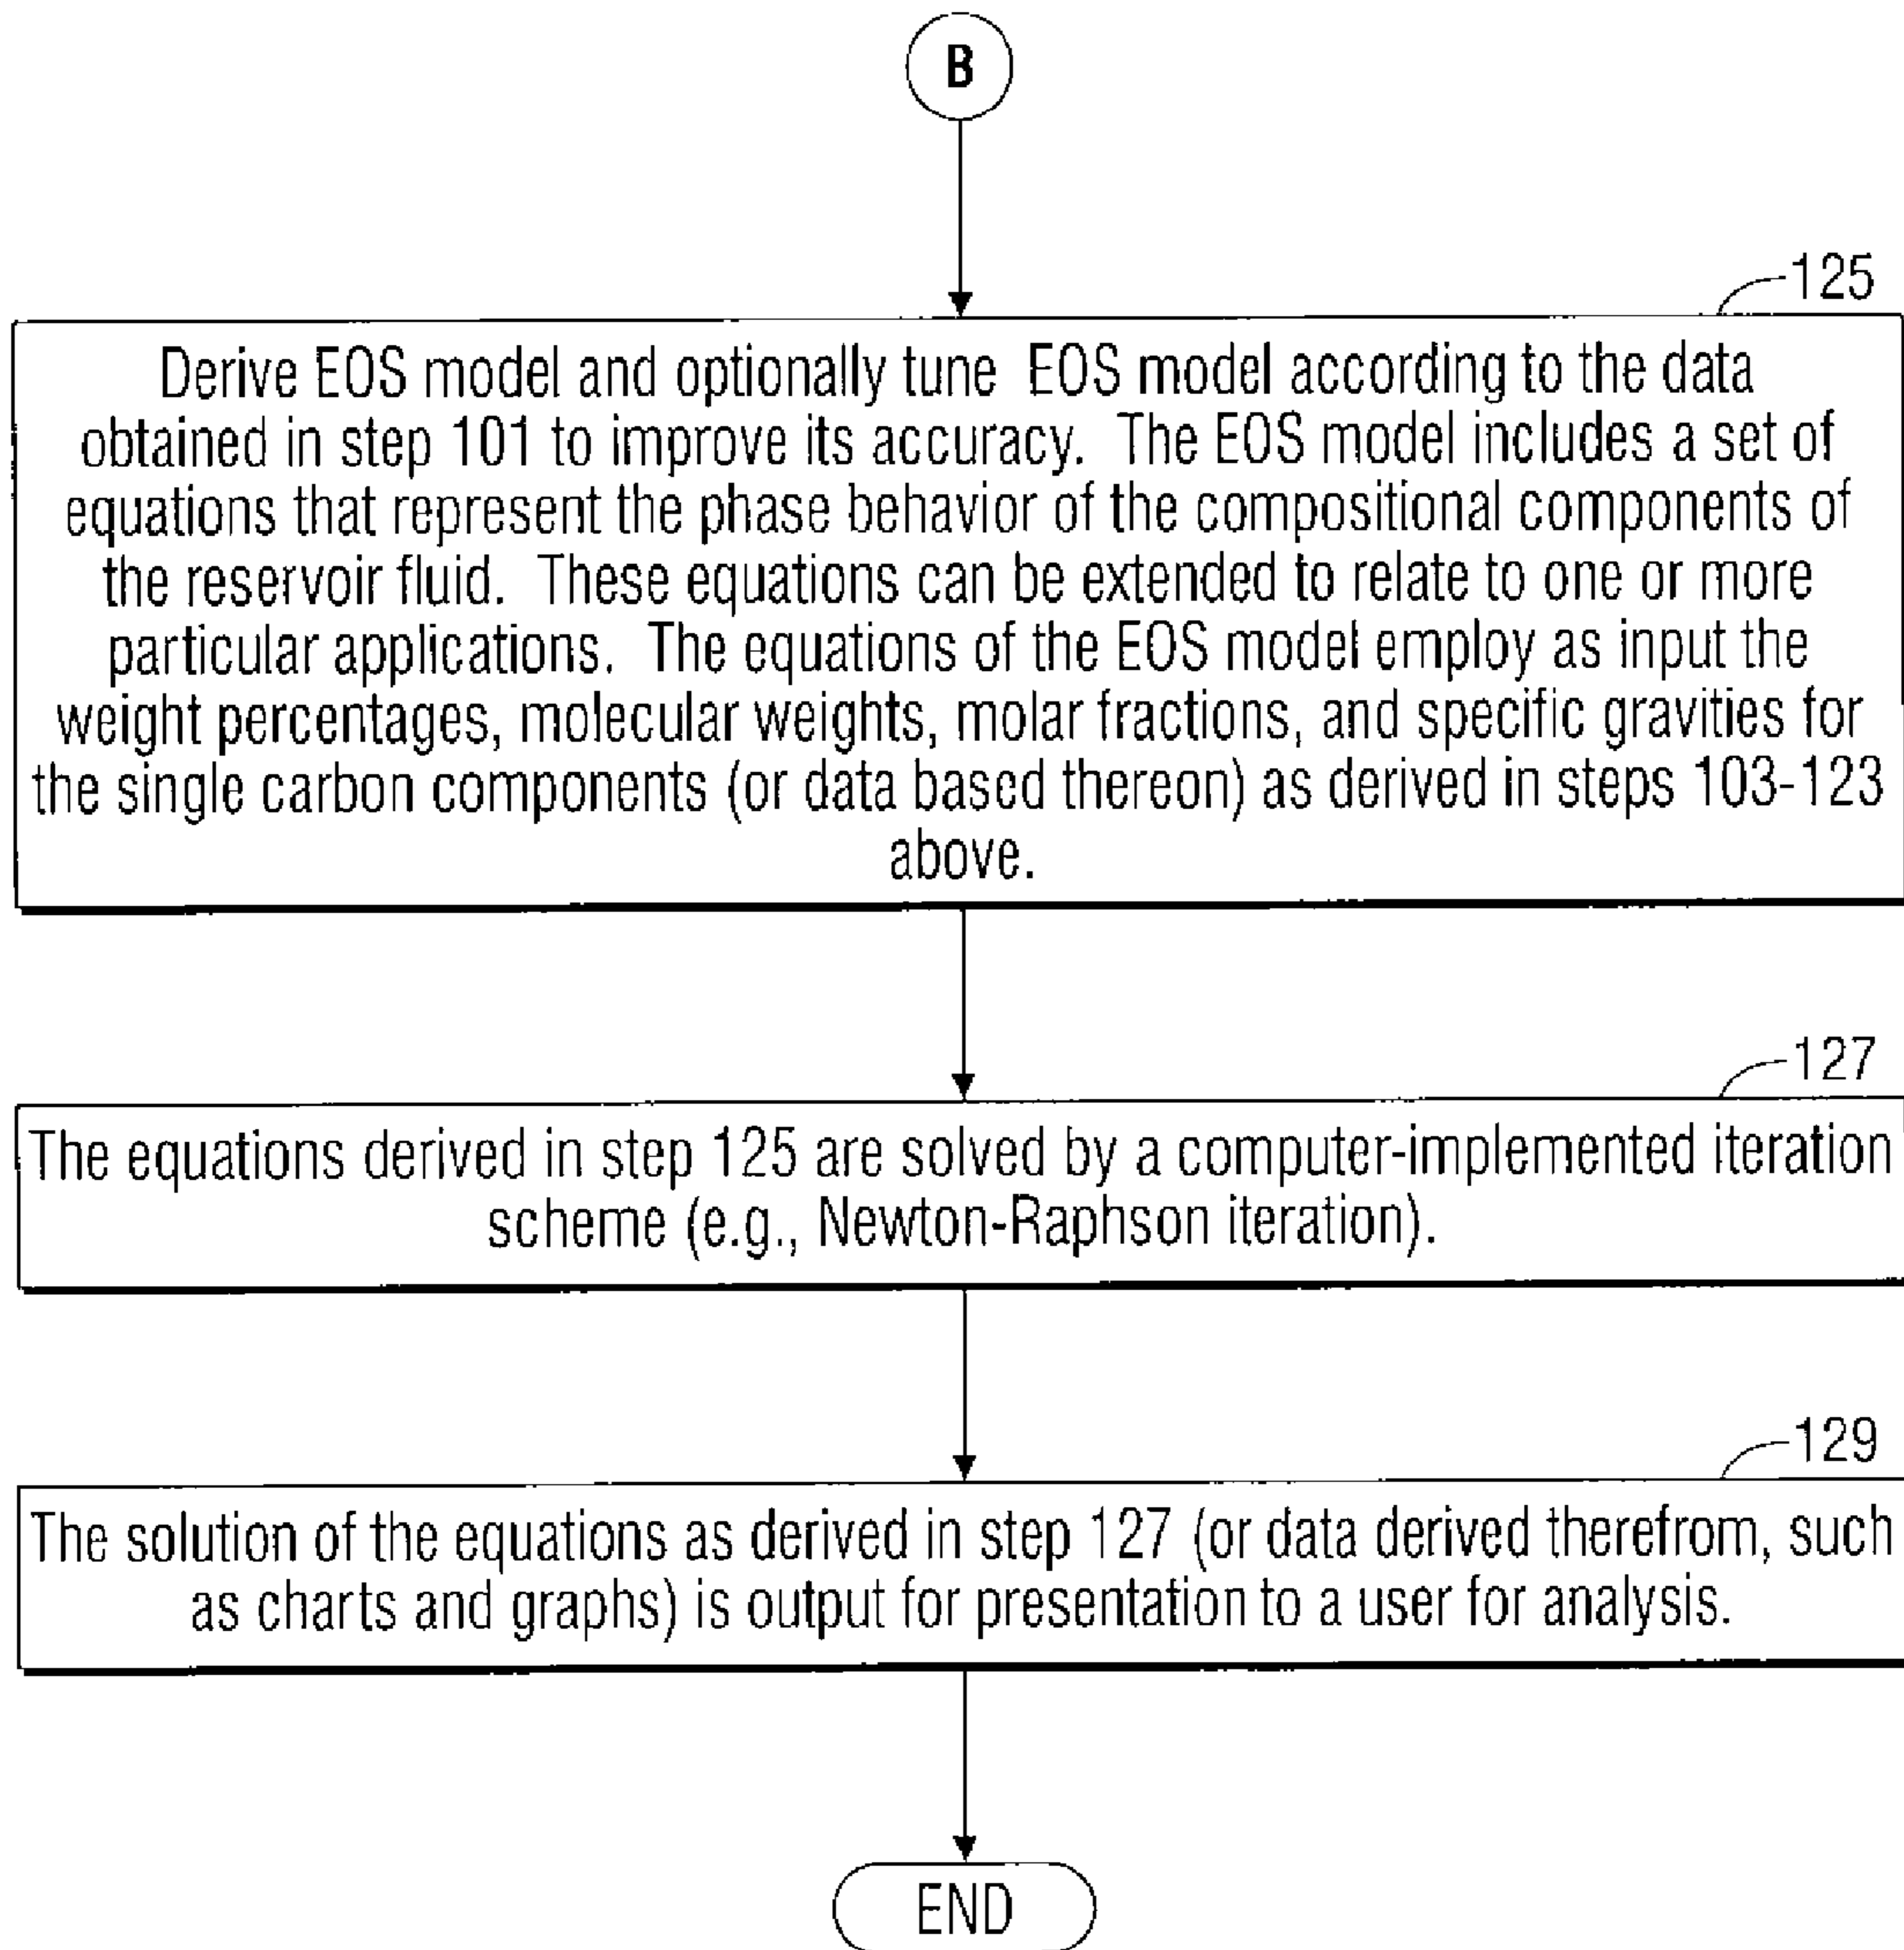 B
125
Derive EOS model and optionally tune EOS model according to the data
obtained in step 101 to improve its accuracy. The EOS model includes a set of
equations that represent the phase behavior of the compositional components of
the reservoir fluid. These equations can be extended to relate to one or more
particular applications. The equations of the EOS model employ as input the
weight percentages, molecular weights, molar fractions, and specific gravities for
the single carbon components (or data based thereon) as derived in steps 103-123
above.
127
The equations derived in step 125 are solved by a computer-implemented iteration
scheme (e.g., Newton-Raphson iteration).
129
The solution of the equations as derived in step 127 (or data derived therefrom, such
as charts and graphs) is output for presentation to a user for analysis.
END